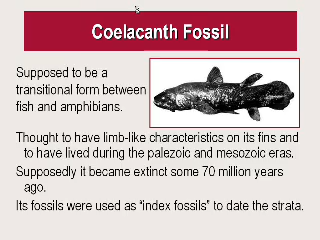 Coelacanth Fossil
Supposed to be a
transitional form between
fish and amphibians.
Thought to have limb-like characteristics on its fins and
to have lived during the palezoic and mesozoic eras.
Supposedly it became extinct some 70 million years
ago.
Its fossils were used as “index fossils” to date the strata.